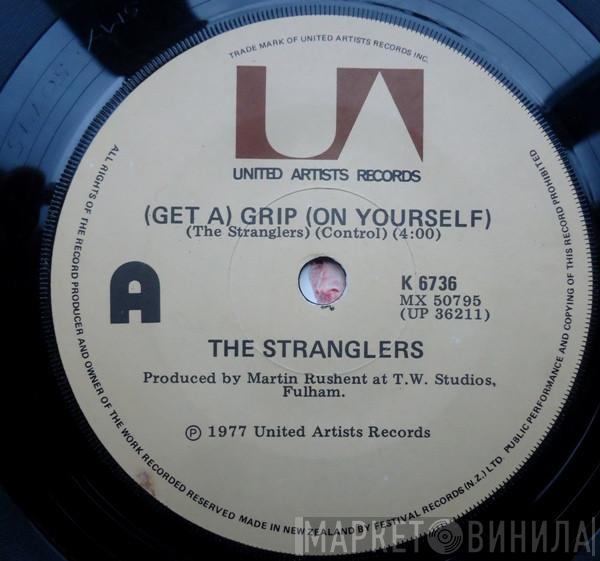 TRADE MARK OF UNITED ARTISTS RECORDS INC.
UA
UNITED ARTISTS RECORDS
(GET A) GRIP (ON YOURSELF)
(The Stranglers) (Control) (4:00)
A
K 6736
MX 50795
(UP 36211)
THE STRANGLERS
Produced by Martin Rushent at T.W. Studios,
Fulham.
℗ 1977 United Artists Records
ALL RIGHTS OF THE RECORD PRODUCER AND OWNER OF THE WORK RECORDED RESERVED MADE IN NEW ZEALAND BY FESTIVAL RECORDS (N.Z.) LTD. PUBLIC PERFORMANCE AND COPYING OF THIS RECORD PROHIBITED
МАРКЕТ ВИНИЛА